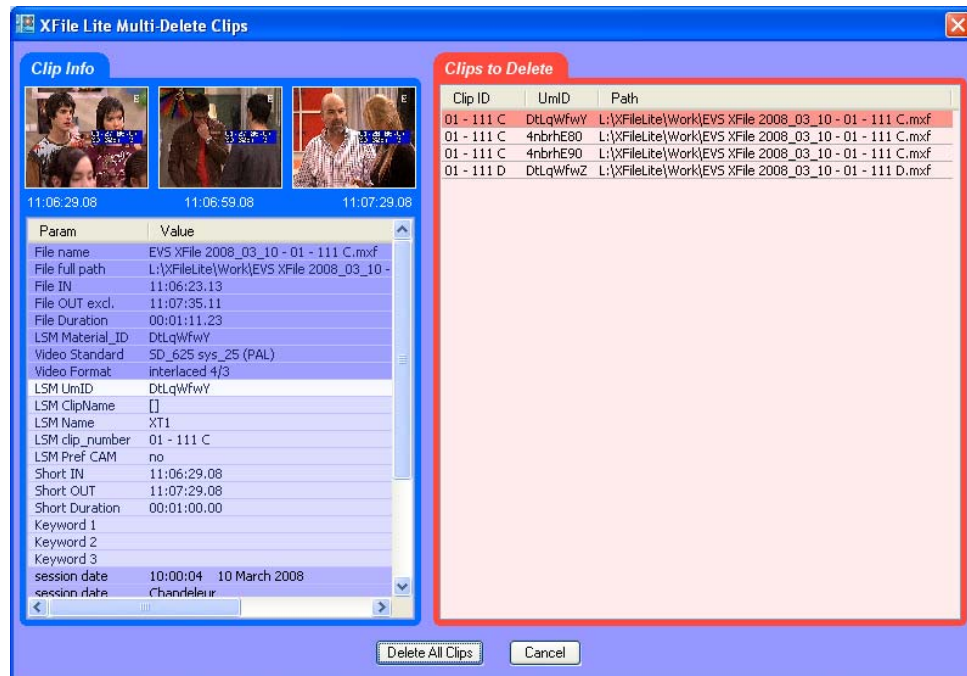 XFile Lite Multi-Delete Clips
Clip Info
E E E
11:06:29.08 11:06:59.08 11:07:29.08
Param Value
File name EVS XFile 2008_03_10 - 01 - 111 C.mxf
File full path L:\XFileLite\Work\EVS XFile 2008_03_10 -
File IN 11:06:23.13
File OUT excl. 11:07:35.11
File Duration 00:01:11.23
LSM Material_ID DtLqWfwY
Video Standard SD_625 sys_25 (PAL)
Video Format interlaced 4/3
LSM UmID DtLqWfwY
LSM ClipName []
LSM Name XT1
LSM clip_number 01 - 111 C
LSM Pref CAM no
Short IN 11:06:29.08
Short OUT 11:07:29.08
Short Duration 00:01:00.00
Keyword 1
Keyword 2
Keyword 3
session date 10:00:04 10 March 2008
session date Chandeleur
Clips to Delete
Clip ID UmID Path
01 - 111 C DtLqWfwY L:\XFileLite\Work\EVS XFile 2008_03_10 - 01 - 111 C.mxf
01 - 111 C 4nbrhE80 L:\XFileLite\Work\EVS XFile 2008_03_10 - 01 - 111 C.mxf
01 - 111 C 4nbrhE90 L:\XFileLite\Work\EVS XFile 2008_03_10 - 01 - 111 C.mxf
01 - 111 D DtLqWfwZ L:\XFileLite\Work\EVS XFile 2008_03_10 - 01 - 111 D.mxf
Delete All Clips Cancel